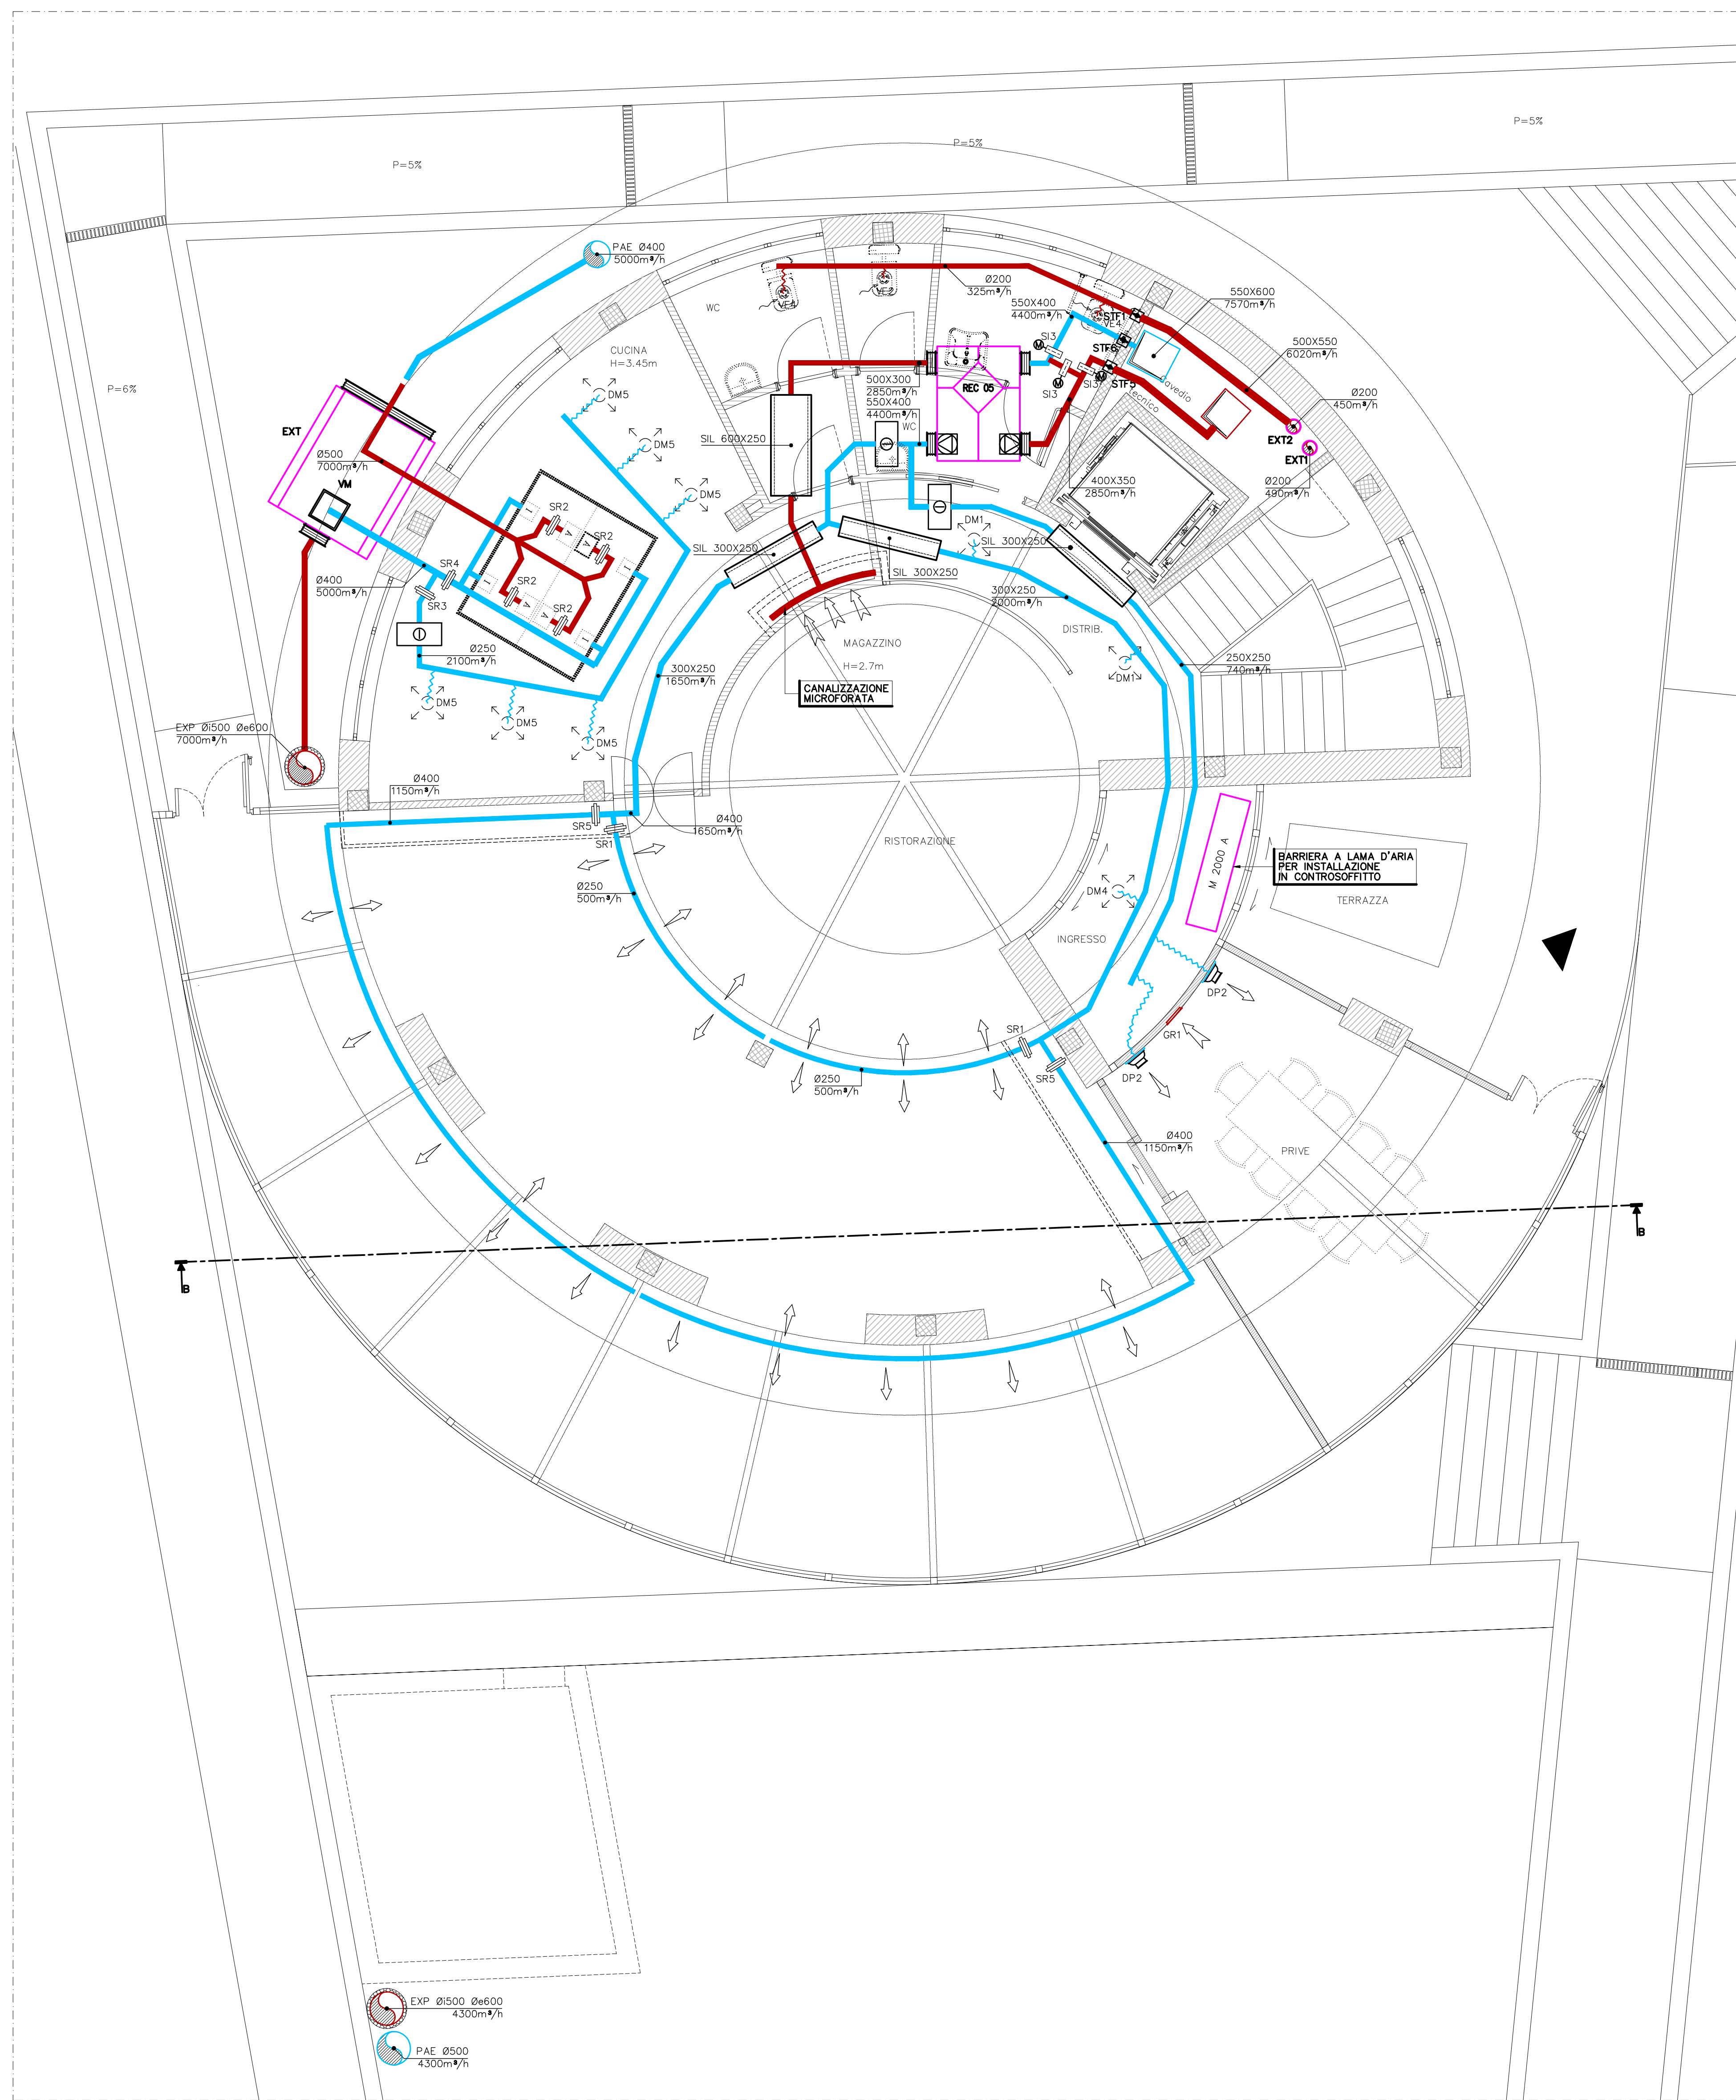 P=5%
P=5%
P=5%
P=6%
PAE Ø400
5000m³/h
WC
CUCINA
H=3.45m
VE2
Ø200
325m³/h
550X400
4400m³/h
STF1
VE4
SI3
M
STF6
550X600
7570m³/h
500X550
6020m³/h
Ø200
450m³/h
EXT2
EXT1
Ø200
490m³/h
Cavedio
Tecnico
STF5
SI3
M
SI3
M
500X300
2850m³/h
550X400
4400m³/h
WC
REC 05
400X350
2850m³/h
EXT
Ø500
7000m³/h
VM
DM5
DM5
DM5
SIL 600X250
SR2
SR2
SR2
SR2
SR4
SR3
Ø400
5000m³/h
Ø250
2100m³/h
DM5
DM5
DM5
SIL 300X250
SIL 300X250
DM1
SIL 300X250
300X250
2000m³/h
MAGAZZINO
H=2.7m
DISTRIB.
DM1
250X250
740m³/h
300X250
1650m³/h
CANALIZZAZIONE
MICROFORATA
EXP Øi500 Øe600
7000m³/h
Ø400
1150m³/h
Ø400
1650m³/h
SR5
SR1
RISTORAZIONE
Ø250
500m³/h
M 2000 A
BARRIERA A LAMA D'ARIA
PER INSTALLAZIONE
IN CONTROSOFFITTO
TERRAZZA
DM4
INGRESSO
DP2
GR1
DP2
SR1
SR5
Ø250
500m³/h
Ø400
1150m³/h
PRIVE
B
B
EXP Øi500 Øe600
4300m³/h
PAE Ø500
4300m³/h